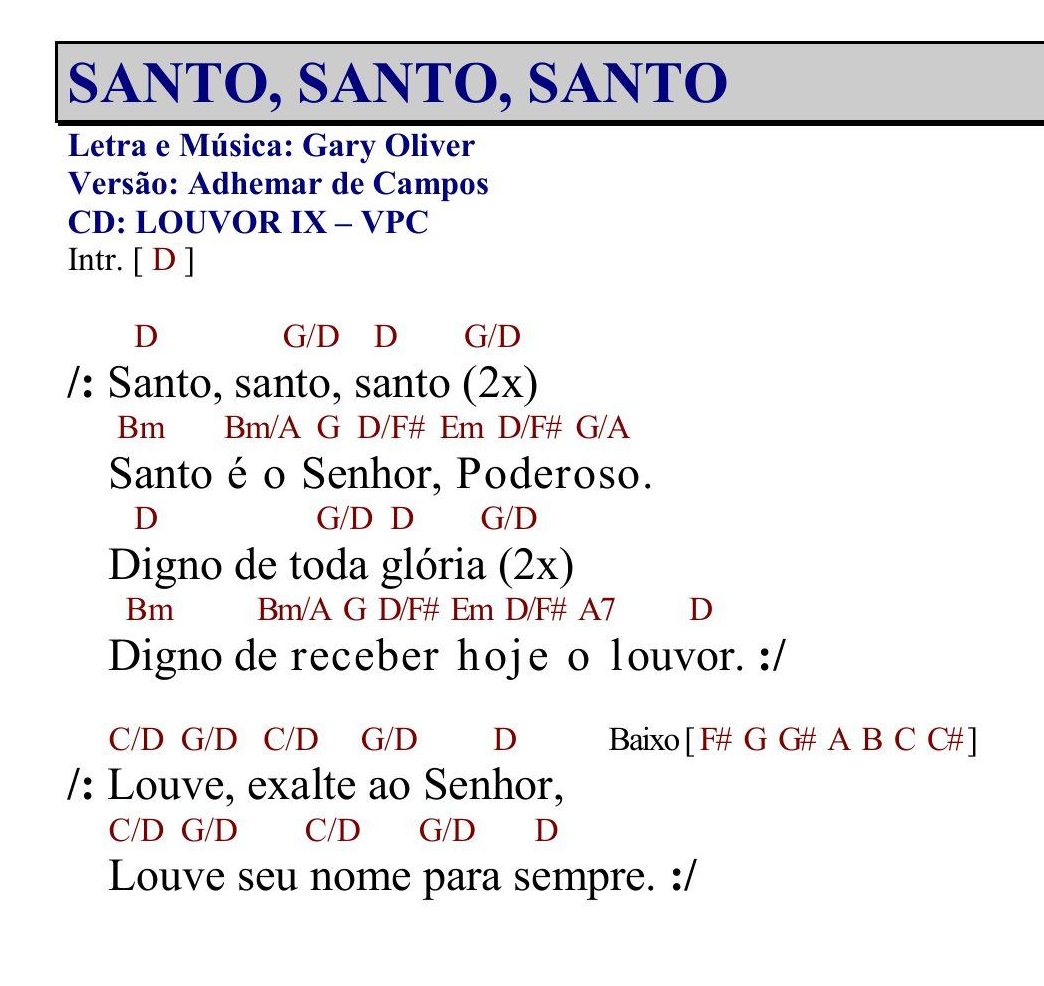 SANTO, SANTO, SANTO
Letra e Música: Gary Oliver
Versão: Adhemar de Campos
CD: LOUVOR IX – VPC
Intr. [ D ]
D G/D D G/D
/: Santo, santo, santo (2x)
Bm Bm/A G D/F# Em D/F# G/A
Santo é o Senhor, Poderoso.
D G/D D G/D
Digno de toda glória (2x)
Bm Bm/A G D/F# Em D/F# A7 D
Digno de receber hoje o louvor. :/
C/D G/D C/D G/D D Baixo [ F# G G# A B C C# ]
/: Louve, exalte ao Senhor,
C/D G/D C/D G/D D
Louve seu nome para sempre. :/